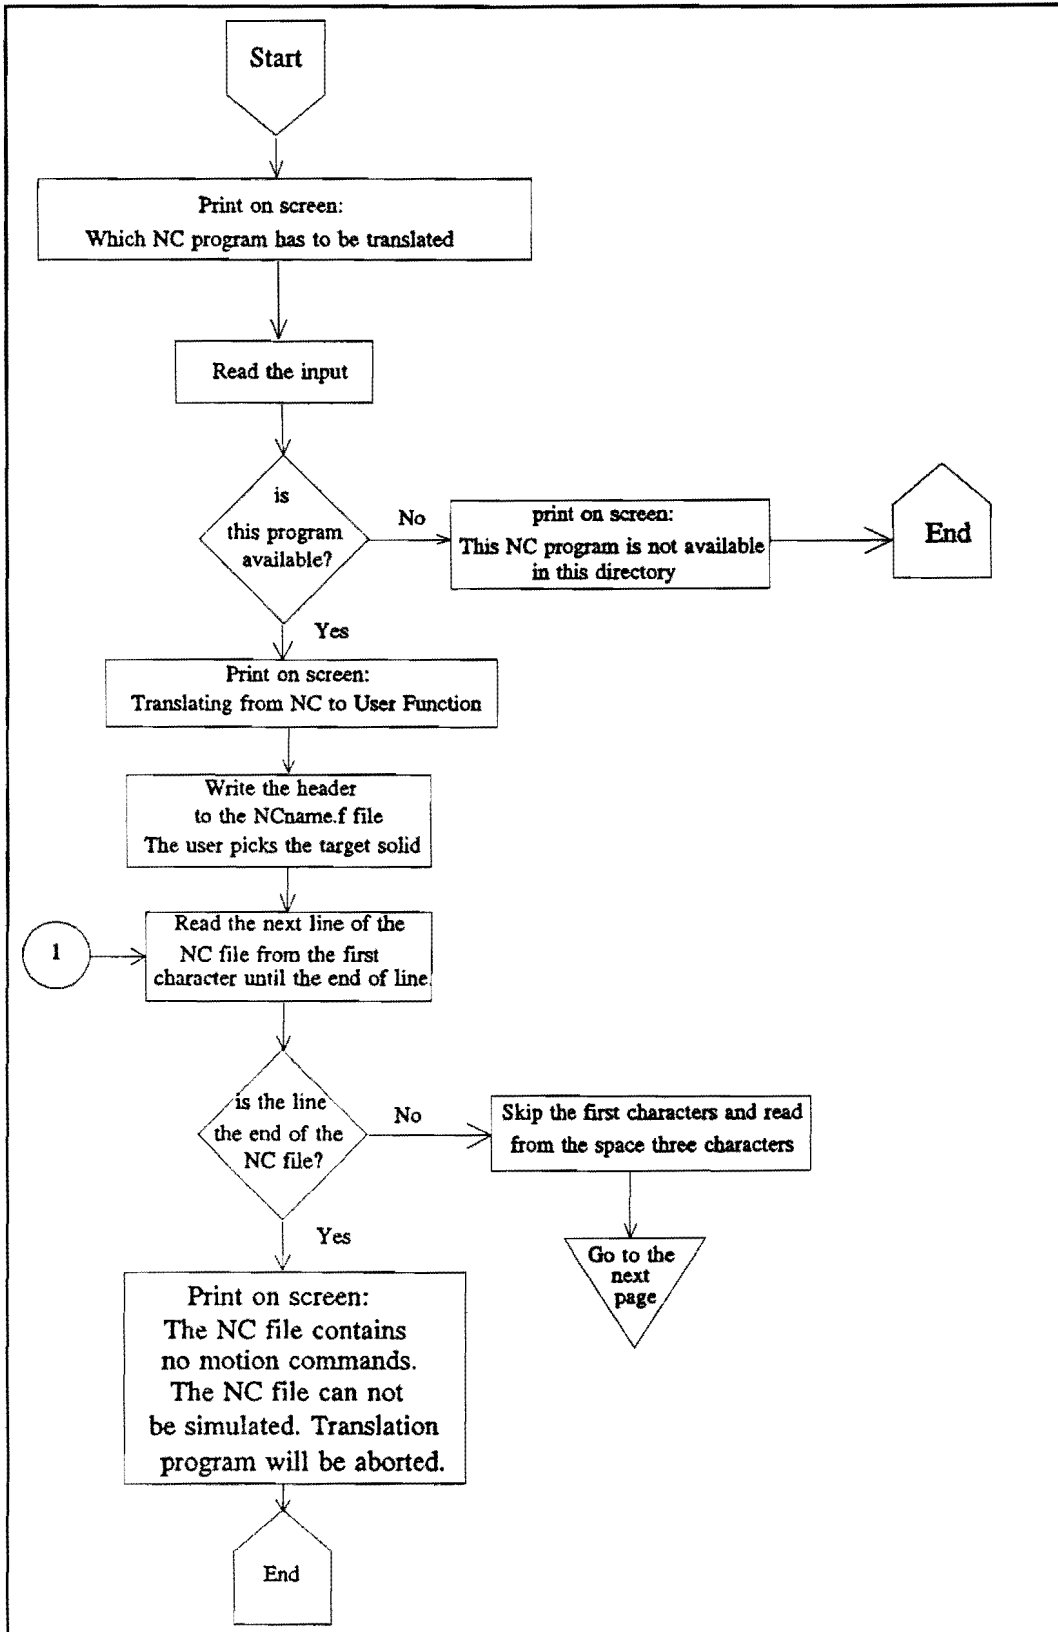 Start
Print on screen:
Which NC program has to be translated
Read the input
is
this program
available?
No
print on screen:
This NC program is not available
in this directory
End
Yes
Print on screen:
Translating from NC to User Function
Write the header
to the NCname.f file
The user picks the target solid
1
Read the next line of the
NC file from the first
character until the end of line.
is the line
the end of the
NC file?
No
Skip the first characters and read
from the space three characters
Go to the
next
page
Yes
Print on screen:
The NC file contains
no motion commands.
The NC file can not
be simulated. Translation
program will be aborted.
End